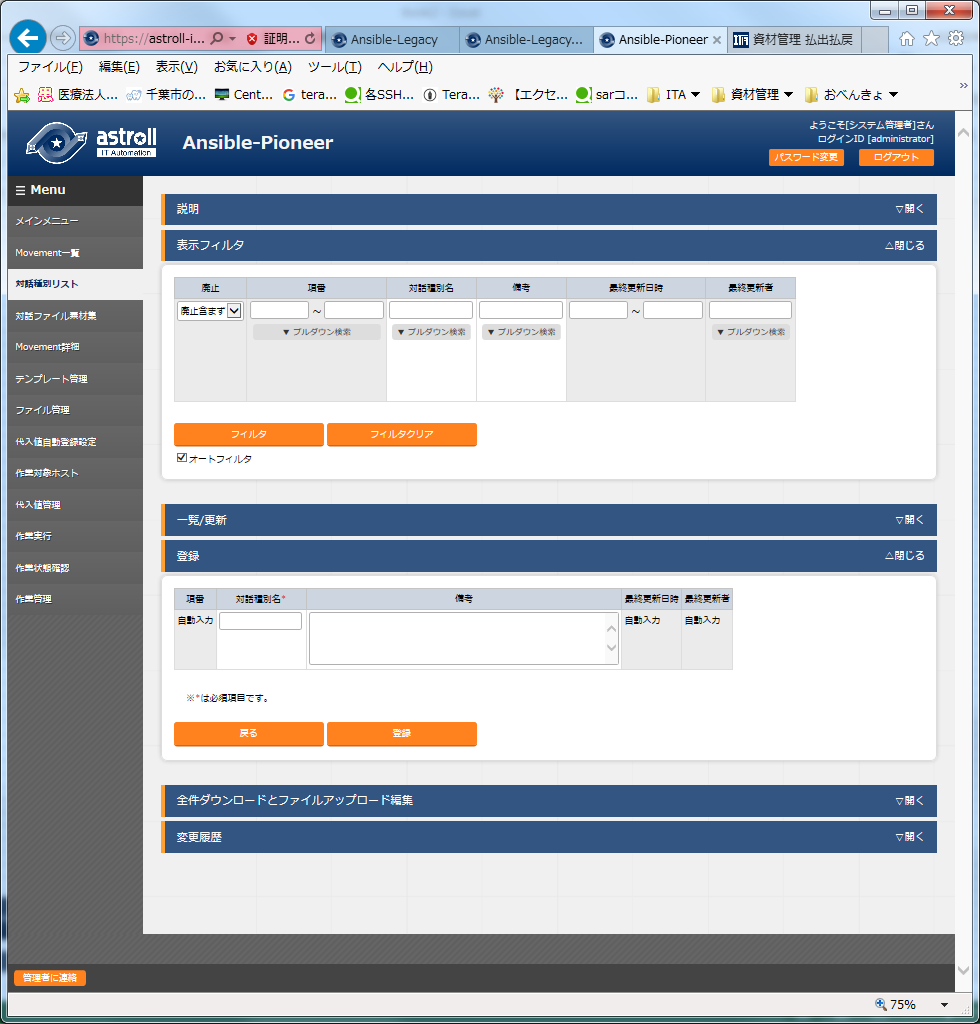 https://astroll-i...
証明...
Ansible-Legacy
Ansible-Legacy...
Ansible-Pioneer
資材管理 払出払戻
ファイル(F) 編集(E) 表示(V) お気に入り(A) ツール(T) ヘルプ(H)
医療法人... 千葉市の... Cent... tera... 各SSH... Tera... 【エクセ... sarコ... ITA 資材管理 おべんきょ
astroll
IT Automation
Ansible-Pioneer
ようこそ[システム管理者]さん
ログインID [administrator]
パスワード変更 ログアウト
☰ Menu
メインメニュー
Movement一覧
対話種別リスト
対話ファイル素材集
Movement詳細
テンプレート管理
ファイル管理
代入値自動登録設定
作業対象ホスト
代入値管理
作業実行
作業状態確認
作業管理
説明 ▽開く
表示フィルタ △閉じる
廃止 項番 対話種別名 備考 最終更新日時 最終更新者
廃止含まず ~ ~
▼ プルダウン検索 ▼ プルダウン検索 ▼ プルダウン検索 ▼ プルダウン検索
フィルタ フィルタクリア
オートフィルタ
一覧/更新 ▽開く
登録 △閉じる
項番 対話種別名* 備考 最終更新日時 最終更新者
自動入力 自動入力 自動入力
※*は必須項目です。
戻る 登録
全件ダウンロードとファイルアップロード編集 ▽開く
変更履歴 ▽開く
管理者に連絡
75%